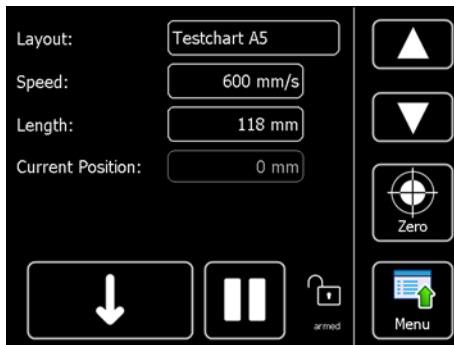 Layout: Testchart A5
Speed: 600 mm/s
Length: 118 mm
Current Position: 0 mm
Zero
armed
Menu